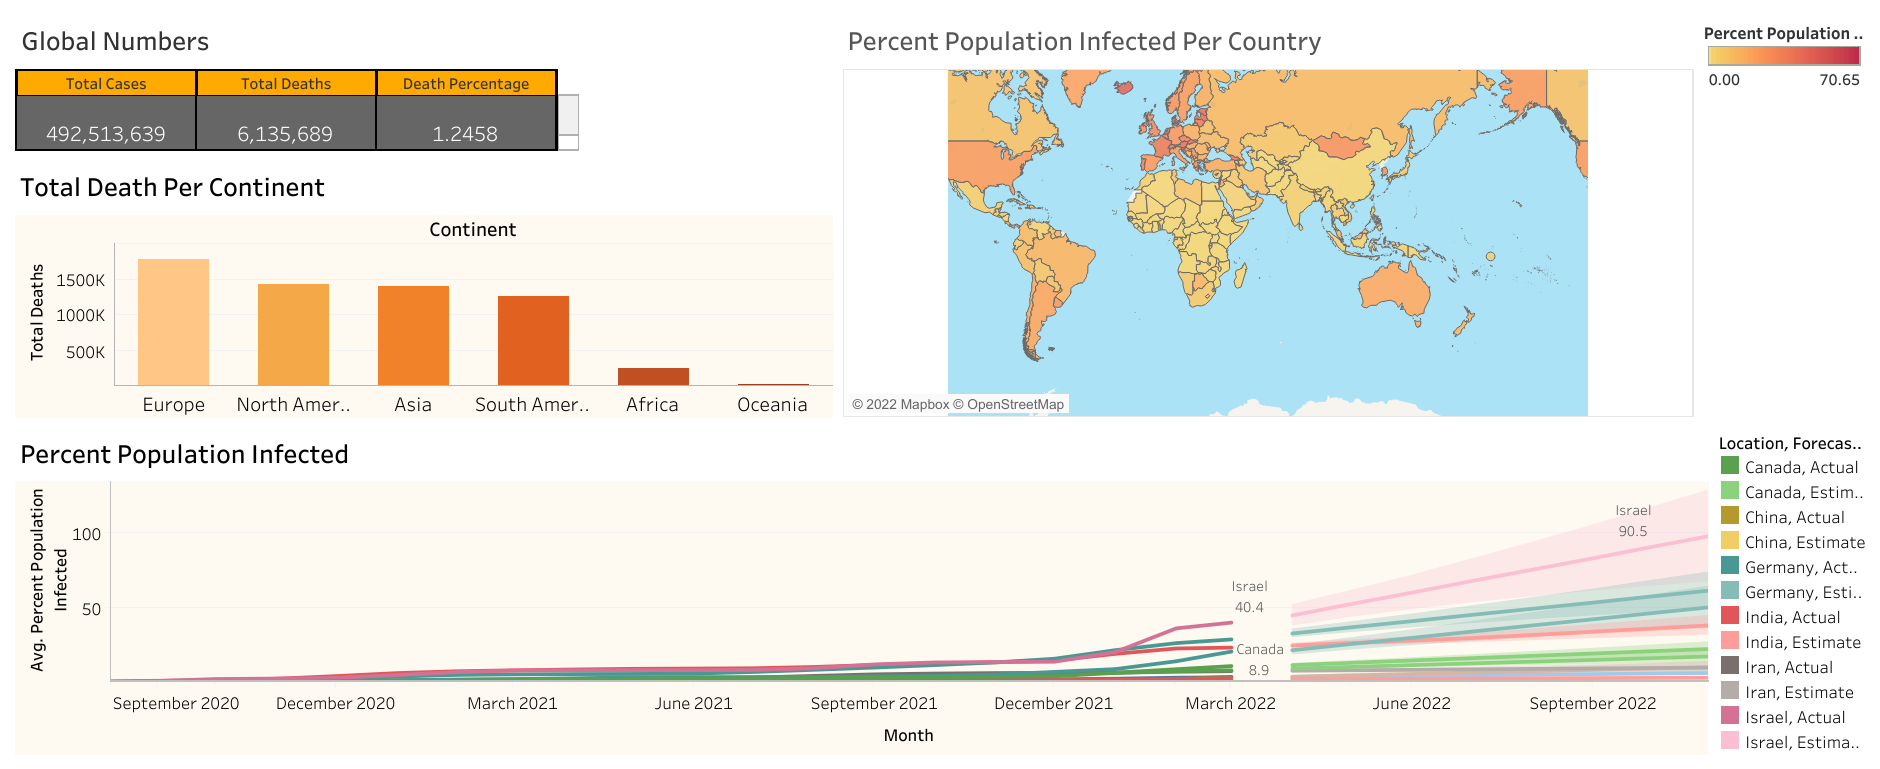 Global Numbers
Total Cases Total Deaths Death Percentage
492,513,639 6,135,689 1.2458
Total Death Per Continent
Continent
Total Deaths
1500K
1000K
500K
Europe North Amer.. Asia South Amer.. Africa Oceania
Percent Population Infected Per Country
© 2022 Mapbox © OpenStreetMap
Percent Population ..
0.00 70.65
Percent Population Infected
Avg. Percent Population
Infected
100
50
Israel
90.5
Israel
40.4
Canada
8.9
September 2020 December 2020 March 2021 June 2021 September 2021 December 2021 March 2022 June 2022 September 2022
Month
Location, Forecas..
Canada, Actual
Canada, Estim..
China, Actual
China, Estimate
Germany, Act..
Germany, Esti..
India, Actual
India, Estimate
Iran, Actual
Iran, Estimate
Israel, Actual
Israel, Estima..